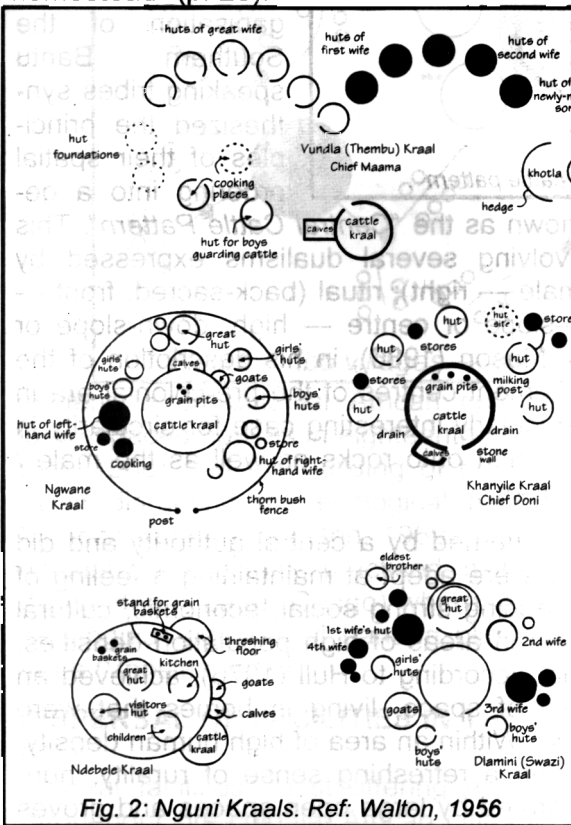 huts of great wife
huts of
first wife
huts of
second wife
hut of
newly-m
son
hut
foundations
Vundla (Thembu) Kraal
Chief Maama
cooking
places
khotla
hedge
calves
cattle
kraal
hut for boys
guarding cattle
great
hut
girls'
huts
calves
girls'
huts
goats
boys'
huts
grain pits
boys'
huts
cattle kraal
hut of left-
hand wife
store
store
cooking
hut of right-
hand wife
Ngwane
Kraal
thorn bush
fence
post
hut
hut
site
store
hut
stores
hut
stores
grain pits
milking
post
hut
cattle
kraal
hut
drain
drain
stone
wall
calves
Khanyile Kraal
Chief Doni
stand for grain
baskets
threshing
floor
grain
baskets
kitchen
great
hut
goats
visitors
hut
calves
children
cattle
kraal
Ndebele Kraal
eldest
brother
great
hut
1st wife's hut
4th wife
2nd wife
girls'
huts
3rd wife
goats
boys'
huts
boys'
huts
Dlamini (Swazi)
Kraal
Fig. 2: Nguni Kraals. Ref: Walton, 1956